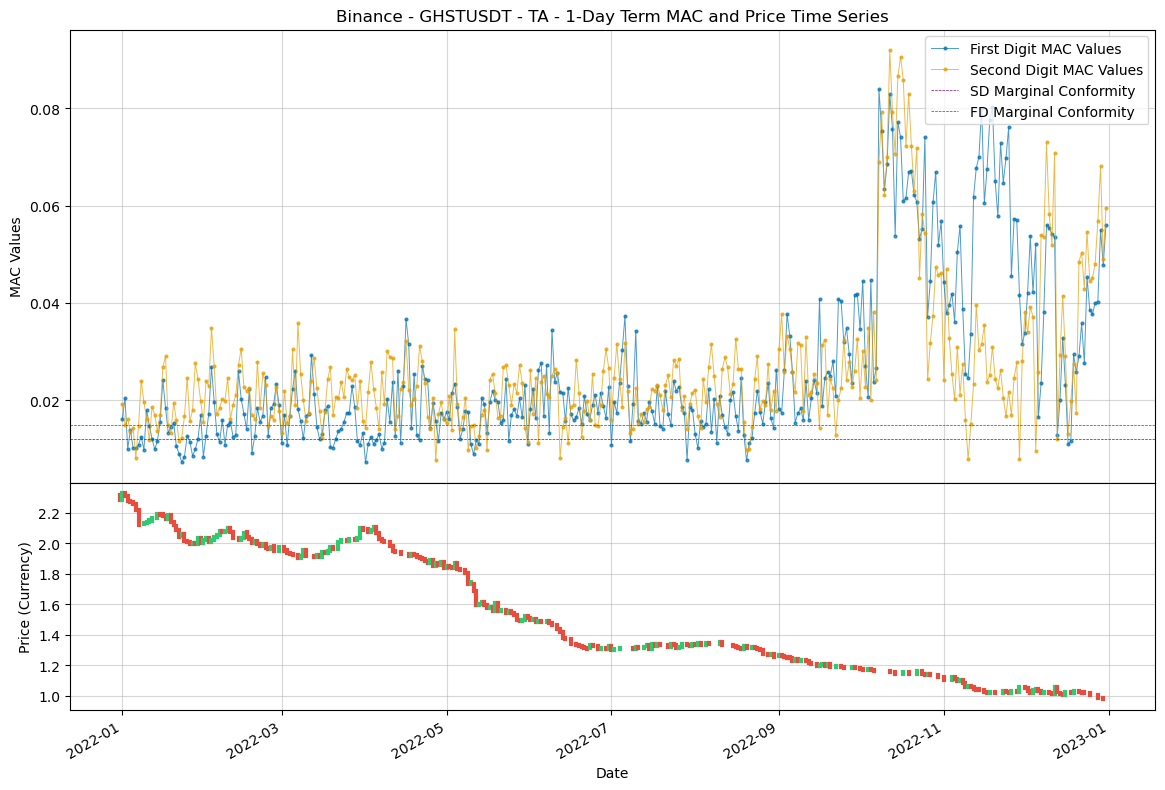 Binance - GHSTUSDT - TA - 1-Day Term MAC and Price Time Series
First Digit MAC Values
Second Digit MAC Values
SD Marginal Conformity
FD Marginal Conformity
MAC Values
0.08
0.06
0.04
0.02
Price (Currency)
2.2
2.0
1.8
1.6
1.4
1.2
1.0
2022-01
2022-03
2022-05
2022-07
2022-09
2022-11
2023-01
Date